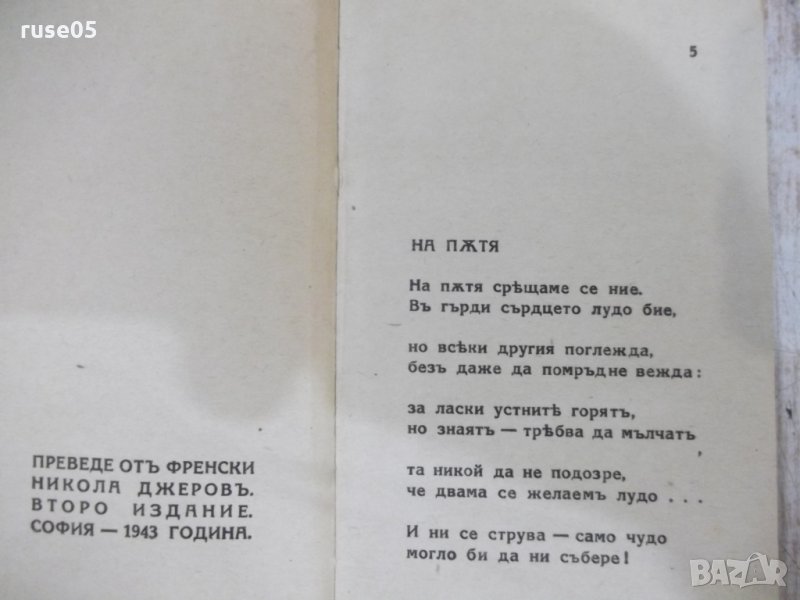 ruse05
ПРЕВЕДЕ ОТЪ ФРЕНСКИ
НИКОЛА ДЖЕРОВЪ.
ВТОРО ИЗДАНИЕ.
СОФИЯ — 1943 ГОДИНА.
5
НА ПѪТЯ
На пѫтя срѣщаме се ние.
Въ гърди сърдцето лудо бие,
но всѣки другия поглежда,
безъ даже да помръдне вежда:
за ласки устнитѣ горятъ,
но знаятъ — трѣбва да мълчатъ
та никой да не подозре,
че двама се желаемъ лудо . . .
И ни се струва — само чудо
могло би да ни събере!
BAZAR